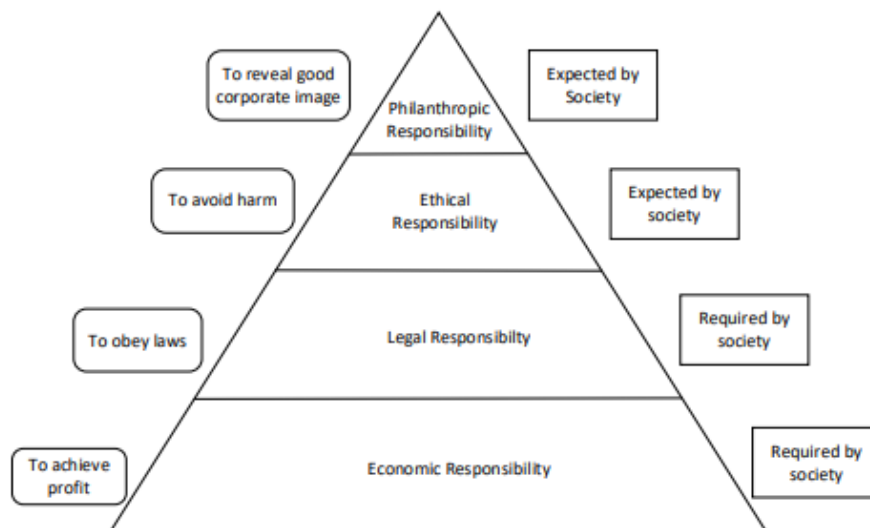 To reveal good
corporate image
Philanthropic
Responsibility
Expected by
Society
To avoid harm
Ethical
Responsibility
Expected by
society
To obey laws
Legal Responsibilty
Required by
society
To achieve
profit
Economic Responsibility
Required by
society